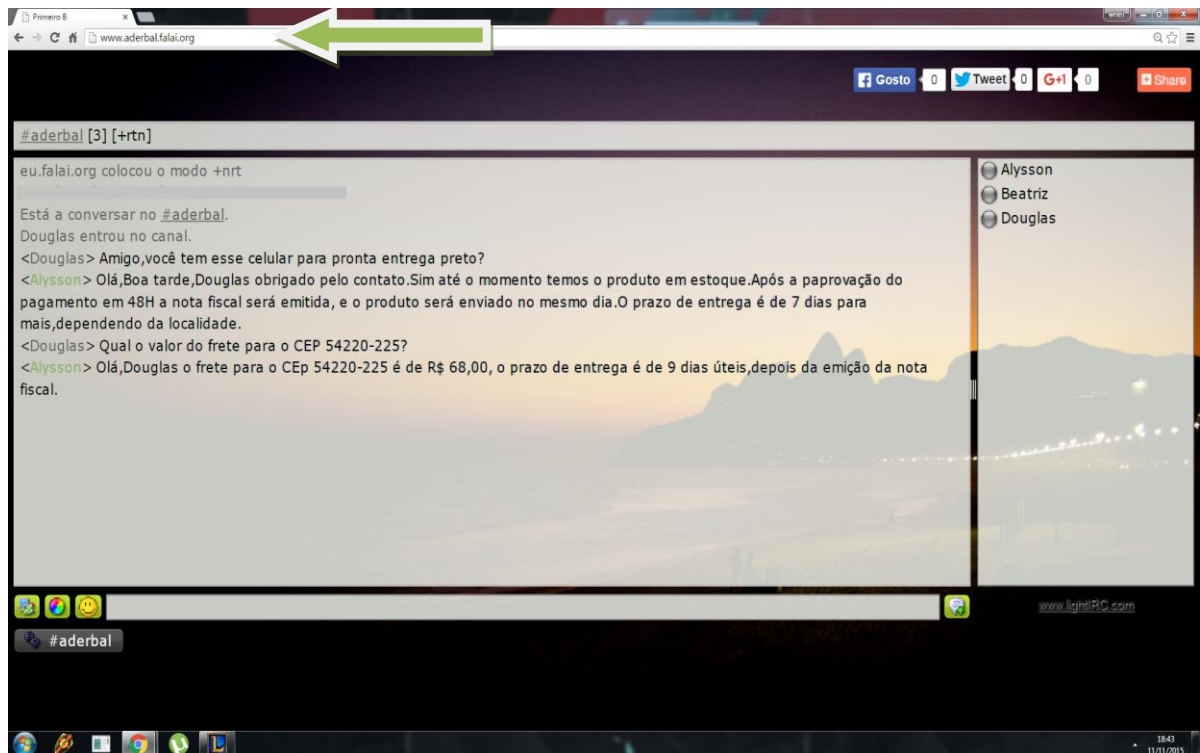 Primeiro B
uriel
www.aderbal.falai.org
Gosto 0 Tweet 0 G+1 0 Share
#aderbal [3] [+rtn]
eu.falai.org colocou o modo +nrt
Está a conversar no #aderbal.
Douglas entrou no canal.
<Douglas> Amigo,você tem esse celular para pronta entrega preto?
<Alysson> Olá,Boa tarde,Douglas obrigado pelo contato.Sim até o momento temos o produto em estoque.Após a paprovação do
pagamento em 48H a nota fiscal será emitida, e o produto será enviado no mesmo dia.O prazo de entrega é de 7 dias para
mais,dependendo da localidade.
<Douglas> Qual o valor do frete para o CEP 54220-225?
<Alysson> Olá,Douglas o frete para o CEp 54220-225 é de R$ 68,00, o prazo de entrega é de 9 dias úteis,depois da emição da nota
fiscal.
Alysson
Beatriz
Douglas
www.lightIRC.com
#aderbal
18:43
11/11/2015